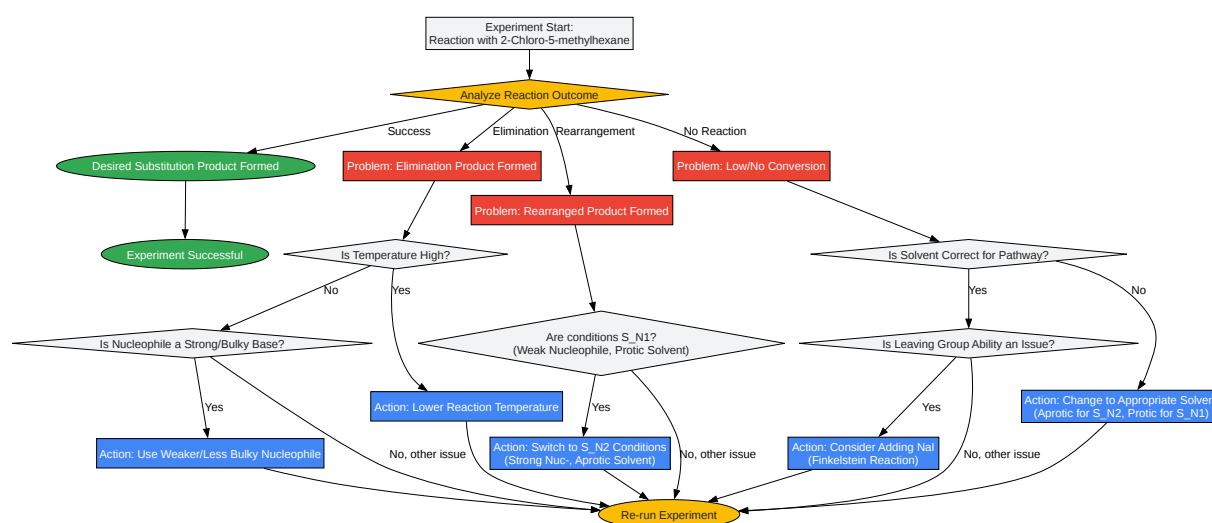 Experiment Start:
Reaction with 2-Chloro-5-methylhexane
Analyze Reaction Outcome
Success
Elimination
Rearrangement
No Reaction
Desired Substitution Product Formed
Problem: Elimination Product Formed
Problem: Low/No Conversion
Problem: Rearranged Product Formed
Experiment Successful
Is Temperature High?
Is Solvent Correct for Pathway?
No
Yes
Yes
No
Is Nucleophile a Strong/Bulky Base?
Are conditions S_N1?
(Weak Nucleophile, Protic Solvent)
Is Leaving Group Ability an Issue?
Yes
Action: Lower Reaction Temperature
Yes
Yes
Action: Change to Appropriate Solvent
(Aprotic for S_N2, Protic for S_N1)
Action: Use Weaker/Less Bulky Nucleophile
No, other issue
Action: Switch to S_N2 Conditions
(Strong Nuc-, Aprotic Solvent)
No, other issue
Action: Consider Adding NaI
(Finkelstein Reaction)
No, other issue
Re-run Experiment